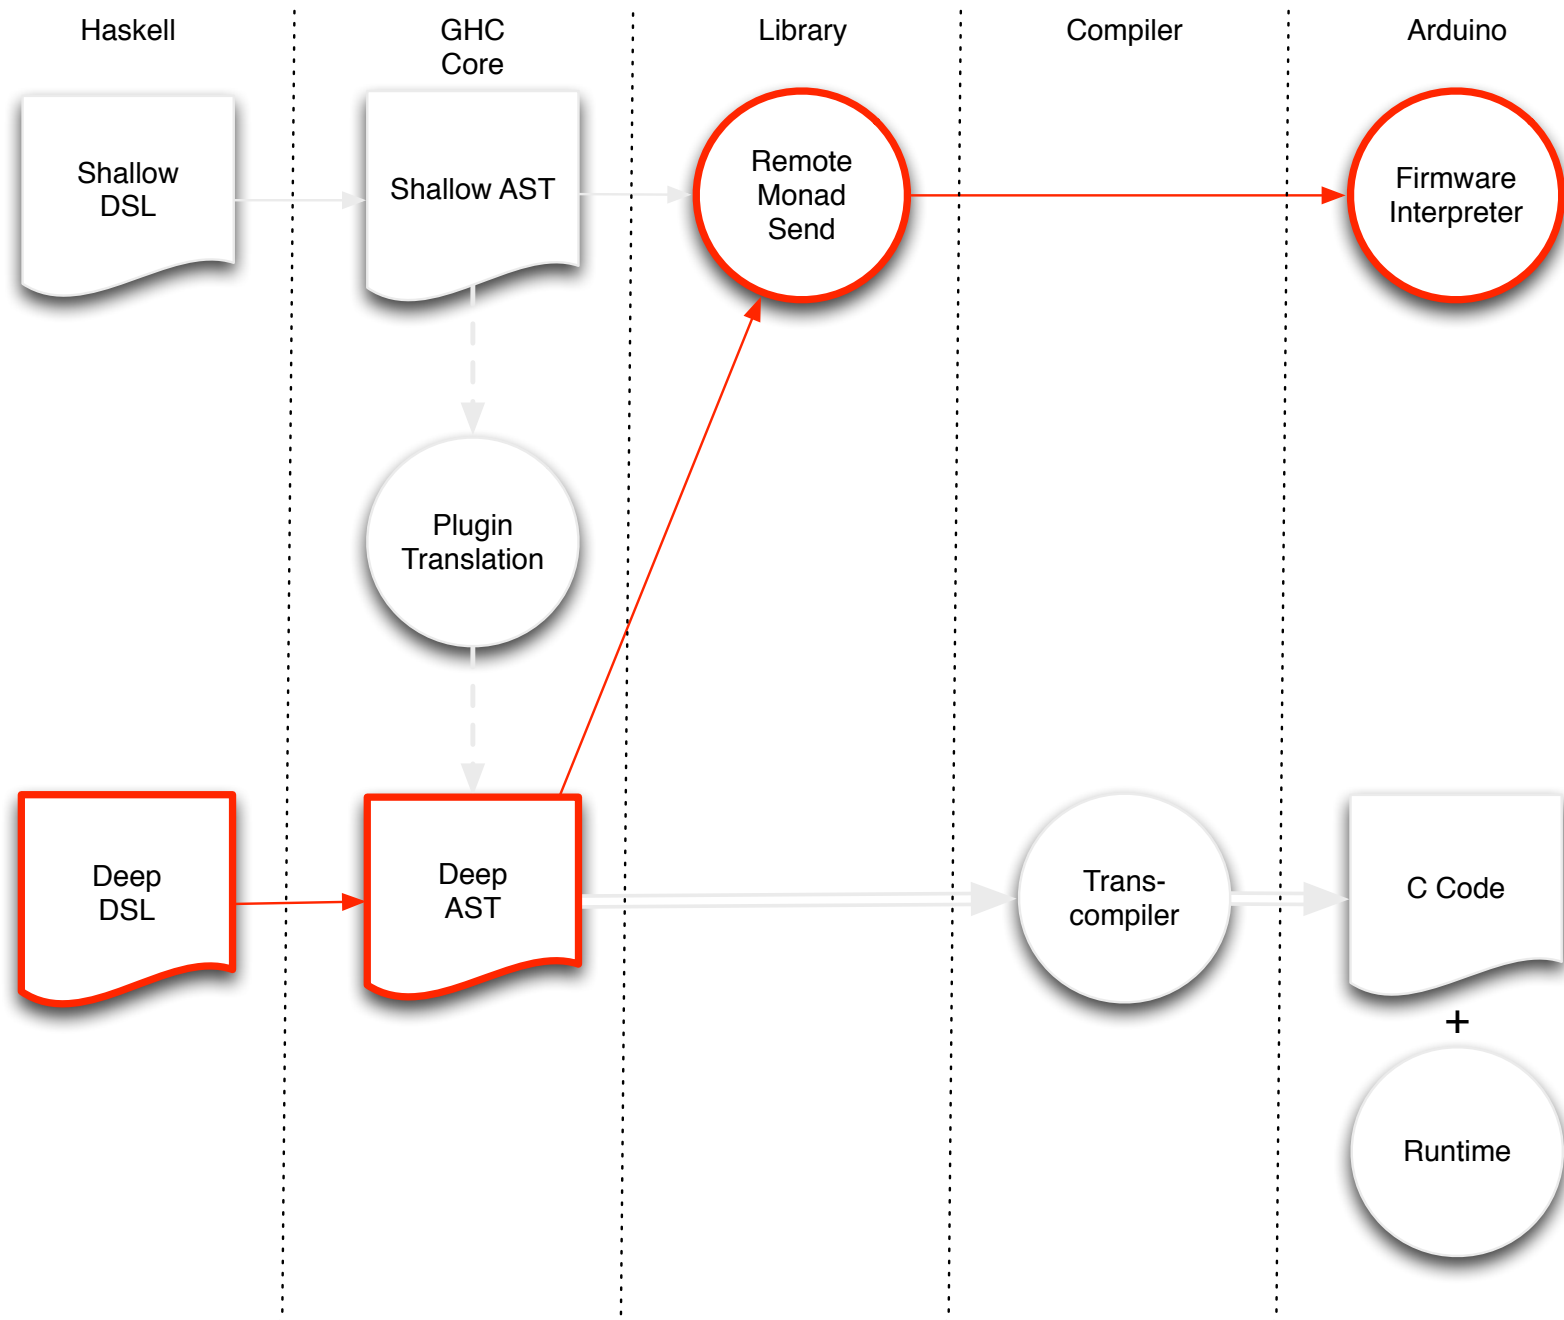 Haskell
GHC
Core
Library
Compiler
Arduino
Shallow
DSL
Shallow AST
Remote
Monad
Send
Firmware
Interpreter
Plugin
Translation
Deep
DSL
Deep
AST
Trans-
compiler
C Code
+
Runtime